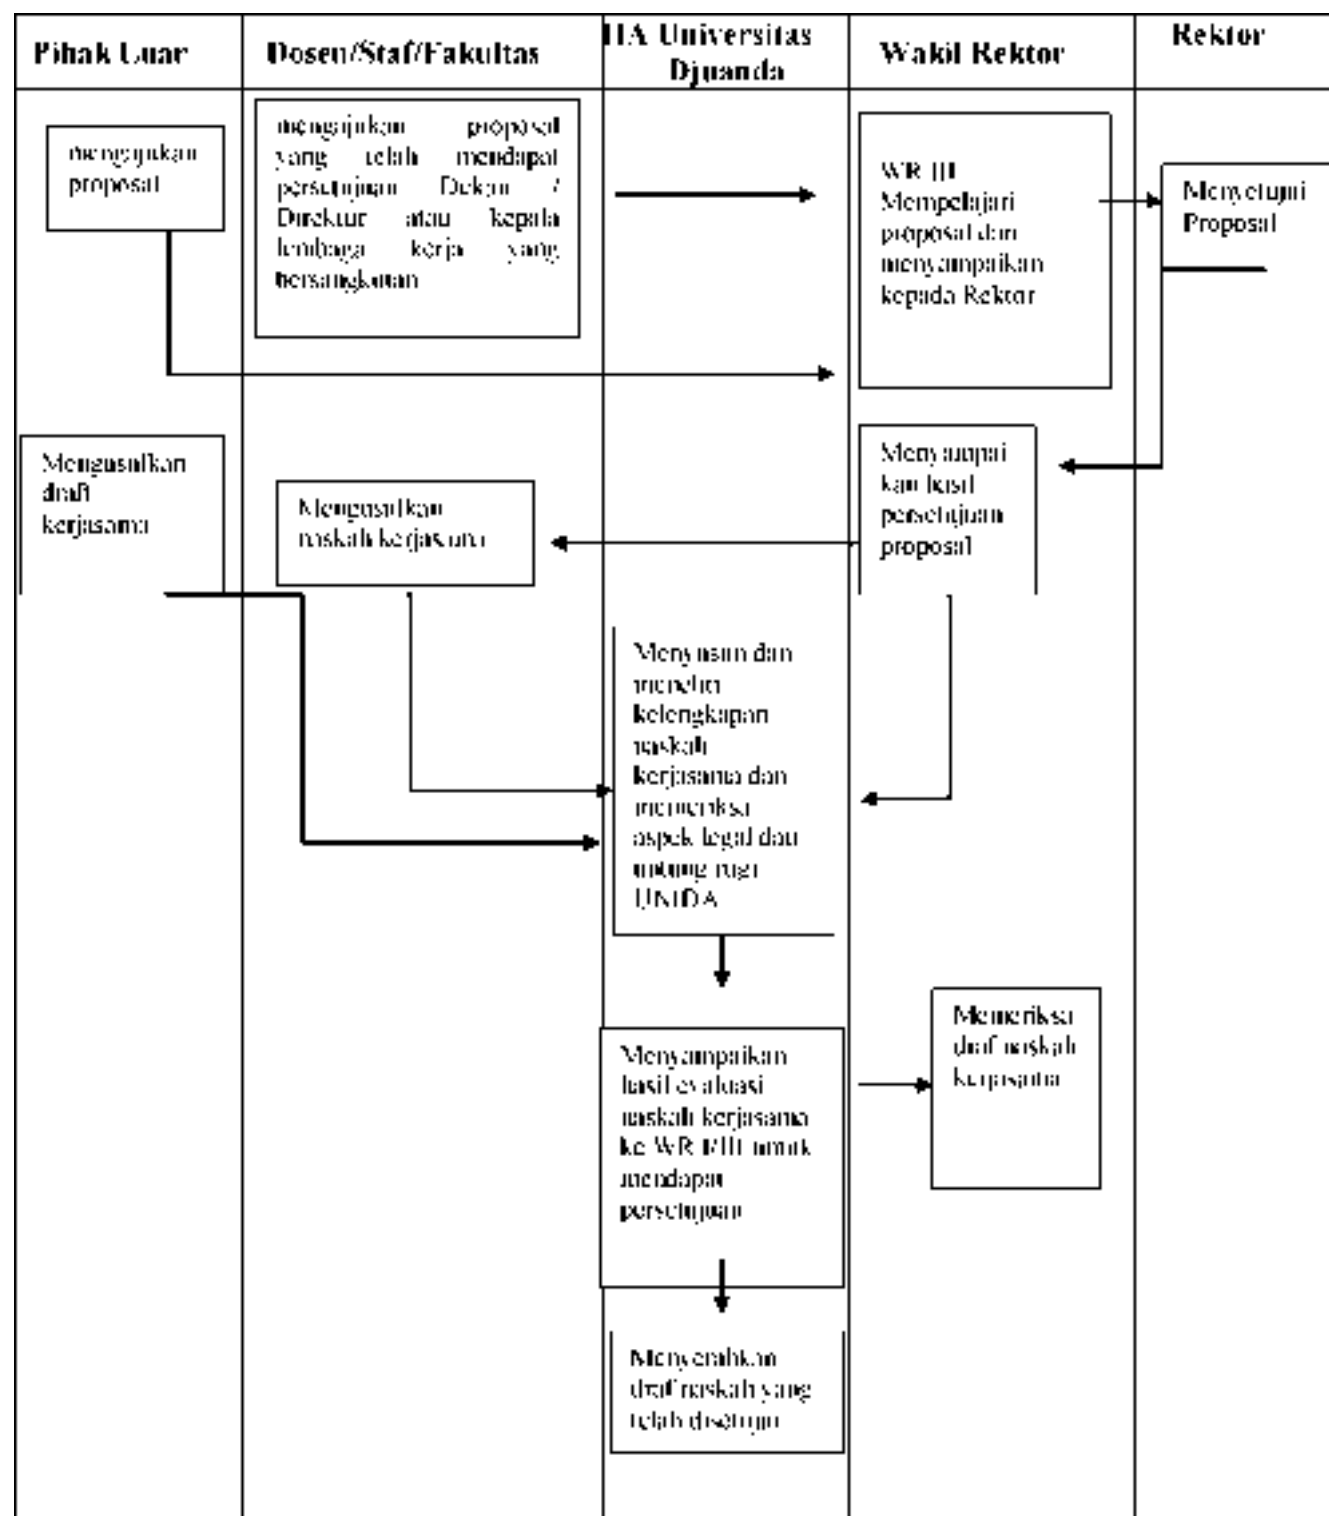 Pihak Luar
Dosen/Staf/Fakultas
IIA Universitas
Djuanda
Wakil Rektor
Rektor
mengajukan
proposal
mengajukan proposal
yang telah mendapat
persetujuan Dekan /
Direktur atau kepala
lembaga kerja yang
bersangkutan
WR III
Mempelajari
proposal dan
menyampaikan
kepada Rektor
Menyetujui
Proposal
Mengusulkan
draft
kerjasama
Mengusulkan
naskah kerjasama
Menyampai
kan hasil
persetujuan
proposal
Menyusun dan
meneliti
kelengkapan
naskah
kerjasama dan
memeriksa
aspek legal dan
untung rugi
UNIDA
Menyampaikan
hasil evaluasi
naskah kerjasama
ke WR untuk
mendapat
persetujuan
Memeriksa
draf naskah
kerjasama
Menyerahkan
draf naskah yang
telah disetujui